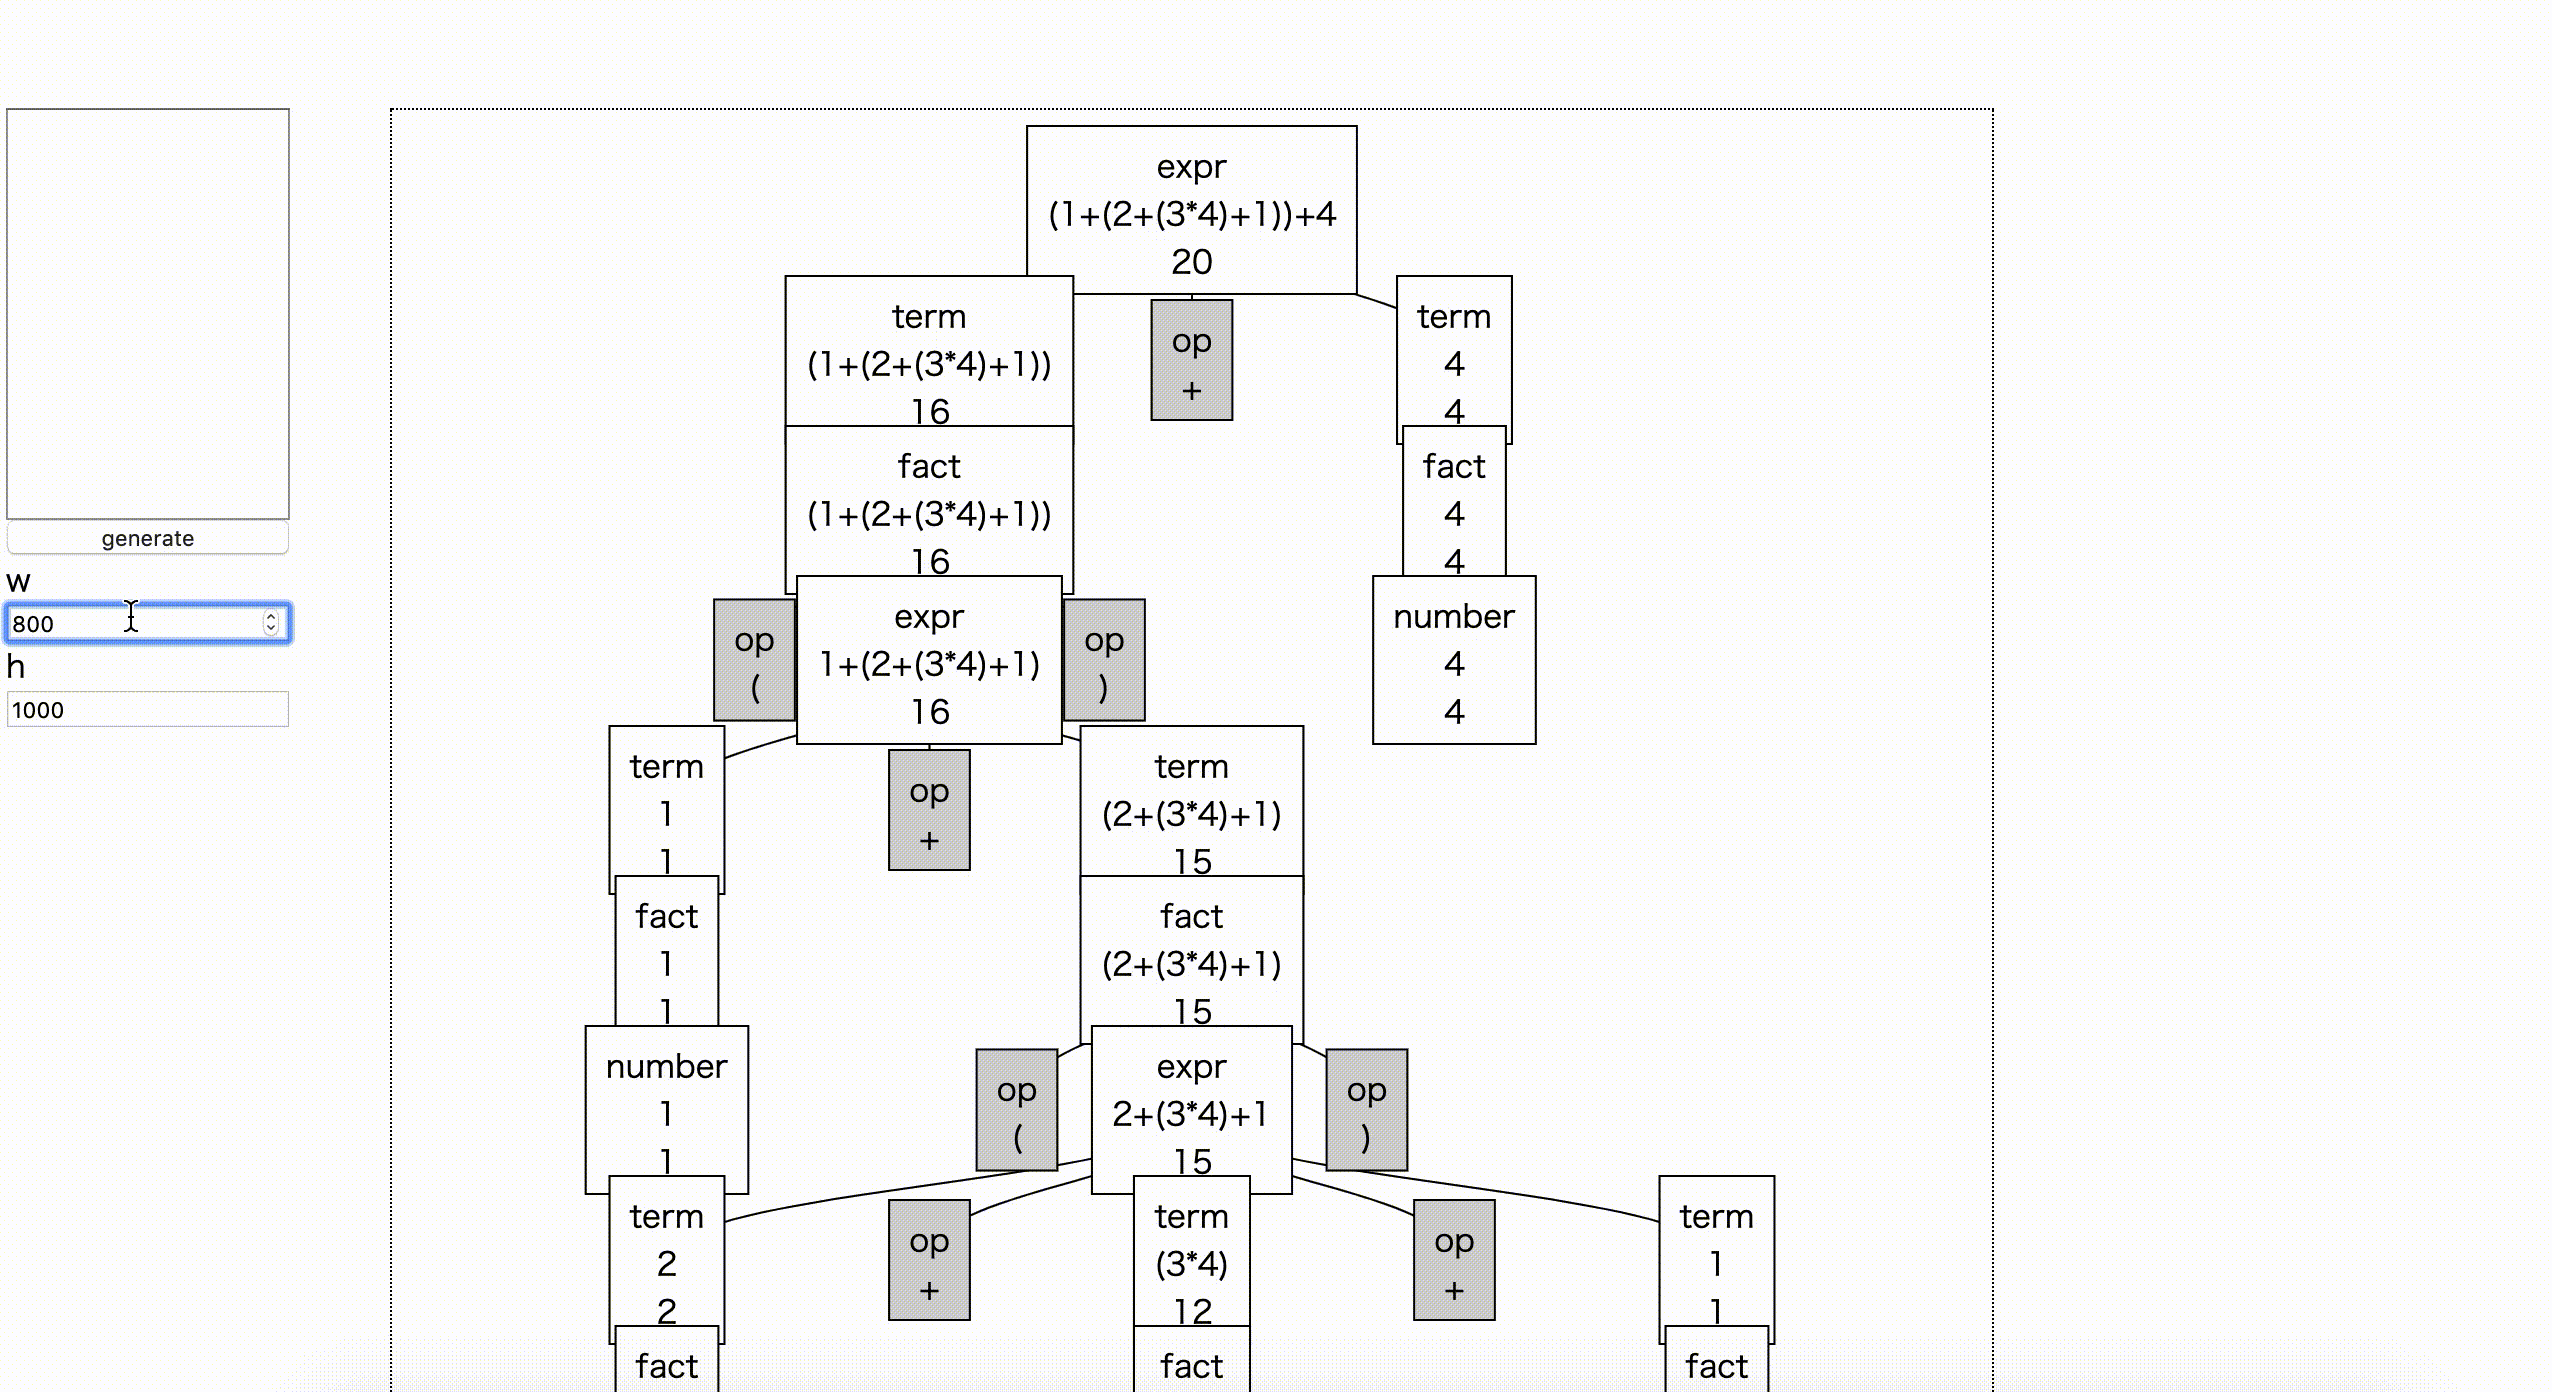 expr
(1+(2+(3*4)+1))+4
20
term
(1+(2+(3*4)+1))
16
op
+
term
4
4
fact
(1+(2+(3*4)+1))
16
fact
4
4
generate
w
800
h
1000
op
(
expr
1+(2+(3*4)+1)
16
op
)
number
4
4
term
1
1
op
+
term
(2+(3*4)+1)
15
fact
1
1
fact
(2+(3*4)+1)
15
number
1
1
op
(
expr
2+(3*4)+1
15
op
)
term
2
2
op
+
term
(3*4)
12
op
+
term
1
1
fact
fact
fact